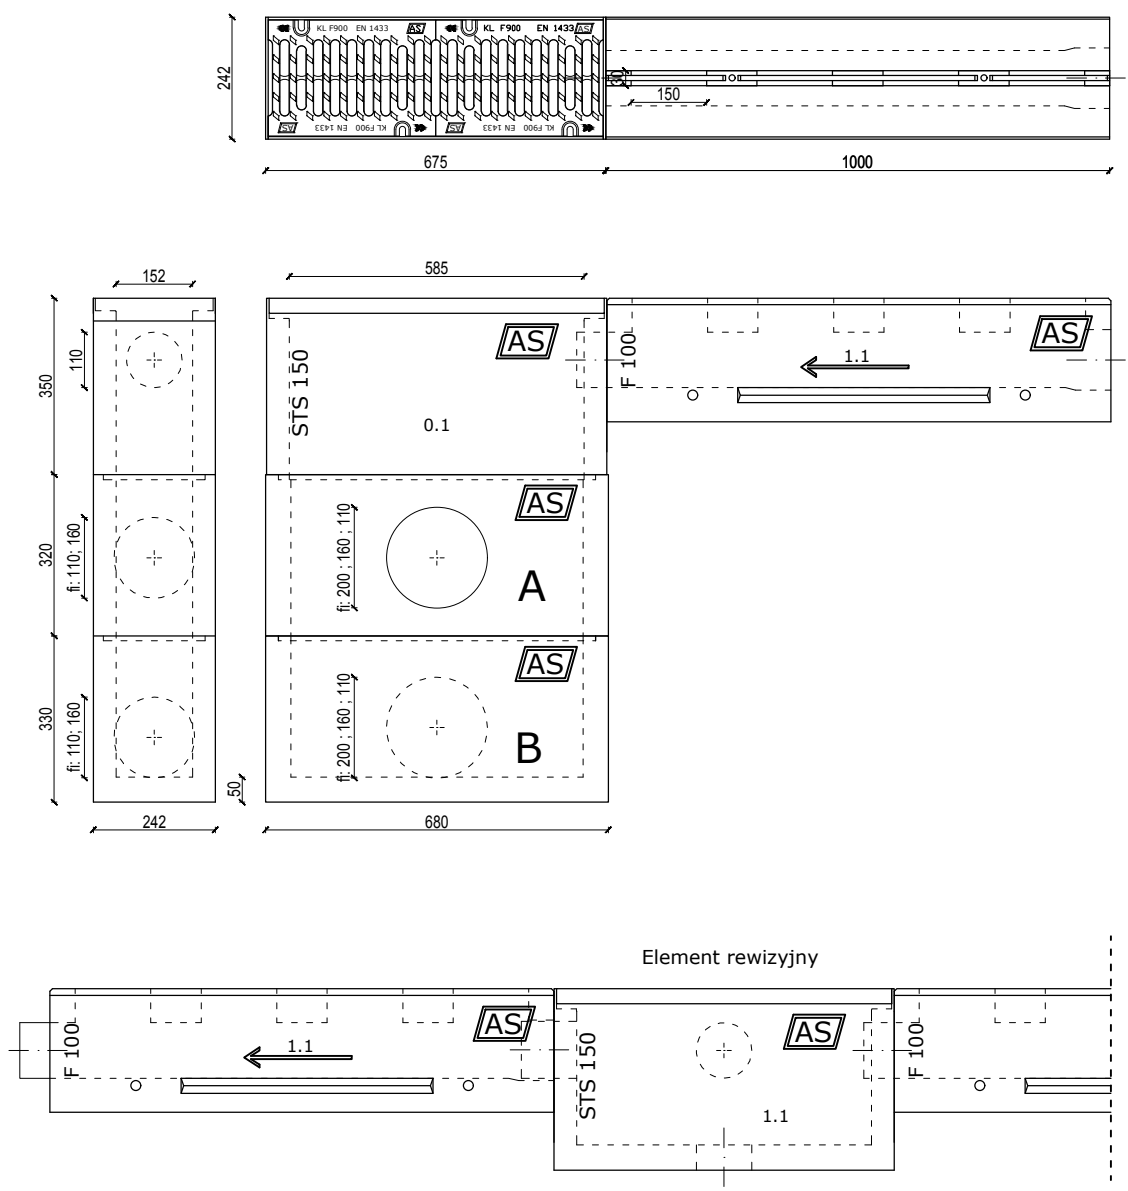 KL F900 EN 1433 AS KL F900 EN 1433 AS
242
30
150
AS EN 1433 KL F900 AS EN 1433 KL F900
675
1000
152
585
110
350
STS 150
AS
0.1
F 100
1.1
AS
320
fi: 110; 160
fi: 200 ; 160 ; 110
AS
A
330
fi: 110; 160
fi: 200 ; 160 ; 110
AS
B
50
242
680
Element rewizyjny
F 100
1.1
AS
STS 150
AS
1.1
F 100